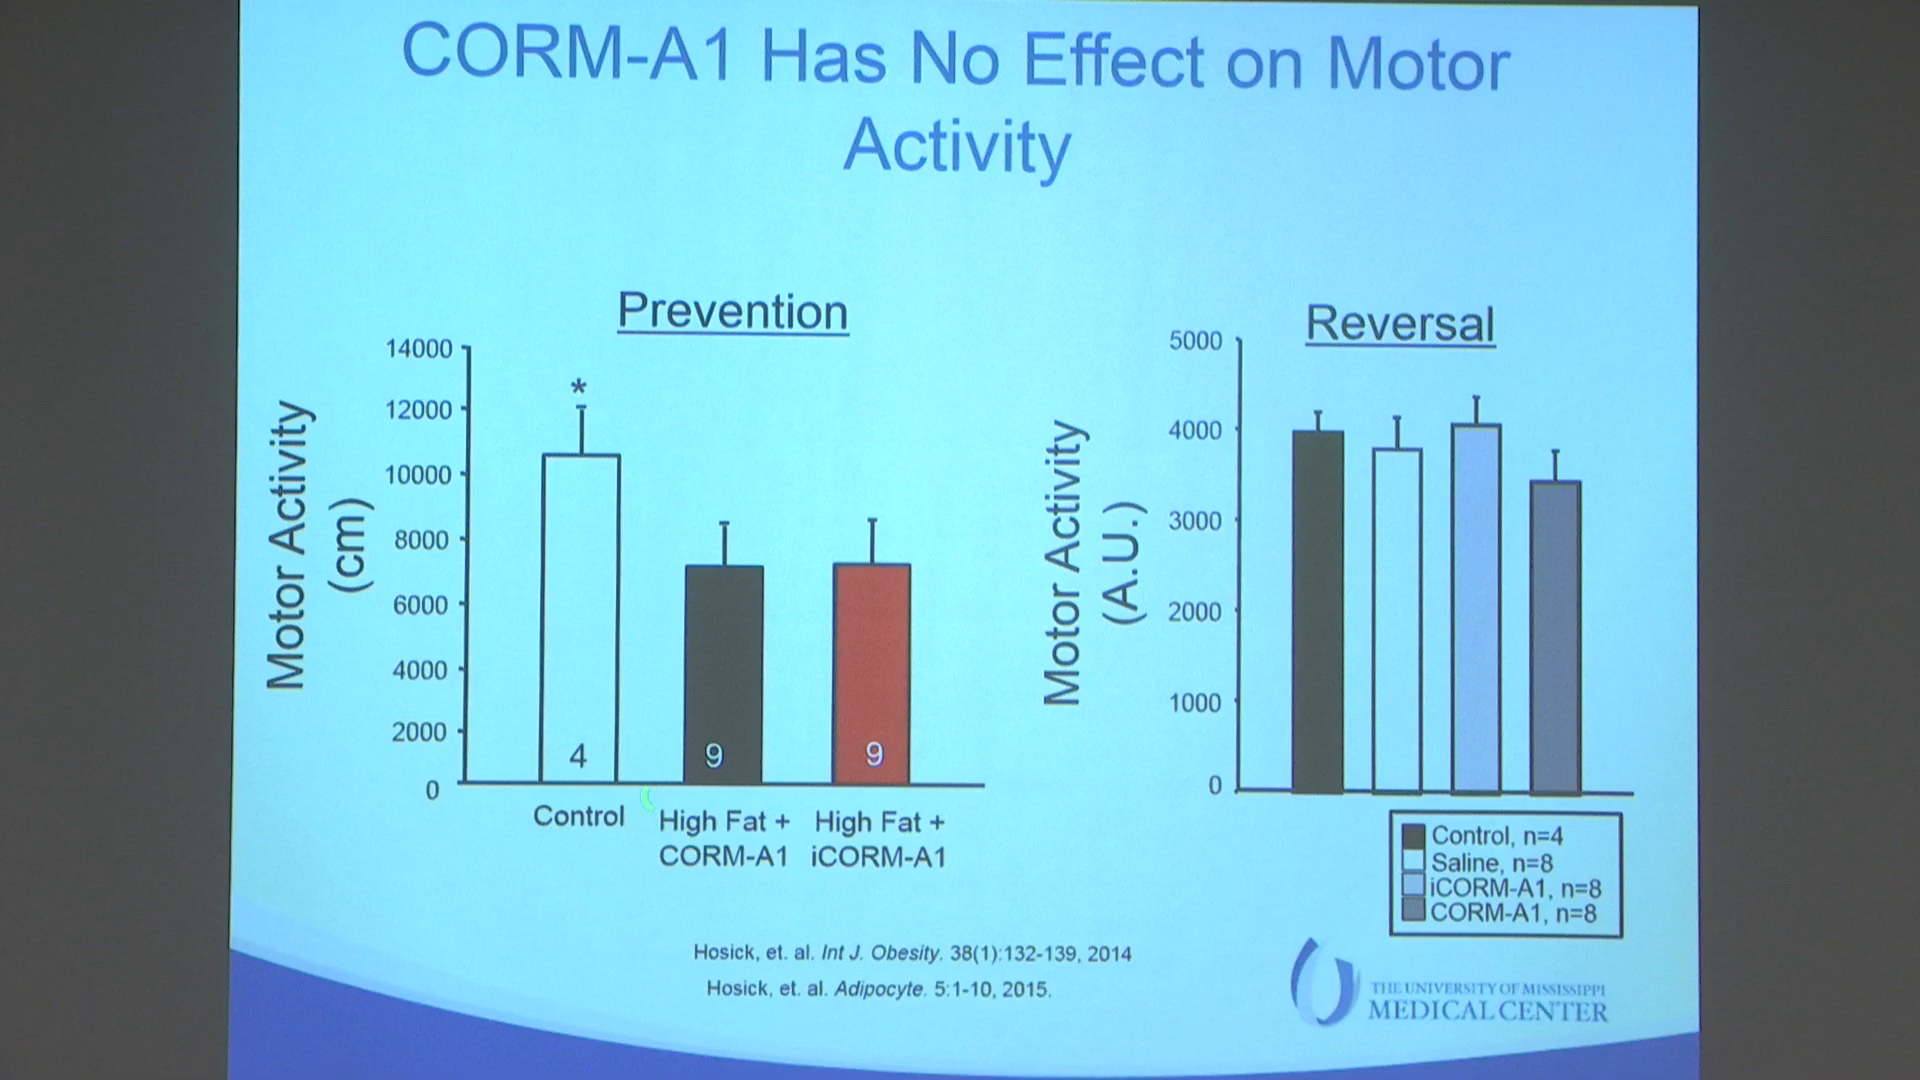 CORM-A1 Has No Effect on Motor
Activity
Prevention
Motor Activity
(cm)
14000
12000
10000
8000
6000
4000
2000
0
*
4
9
9
Control
High Fat +
CORM-A1
High Fat +
iCORM-A1
Reversal
Motor Activity
(A.U.)
5000
4000
3000
2000
1000
0
Control, n=4
Saline, n=8
iCORM-A1, n=8
CORM-A1, n=8
Hosick, et. al. Int J. Obesity. 38(1):132-139, 2014
Hosick, et. al. Adipocyte. 5:1-10, 2015.
THE UNIVERSITY OF MISSISSIPPI
MEDICAL CENTER